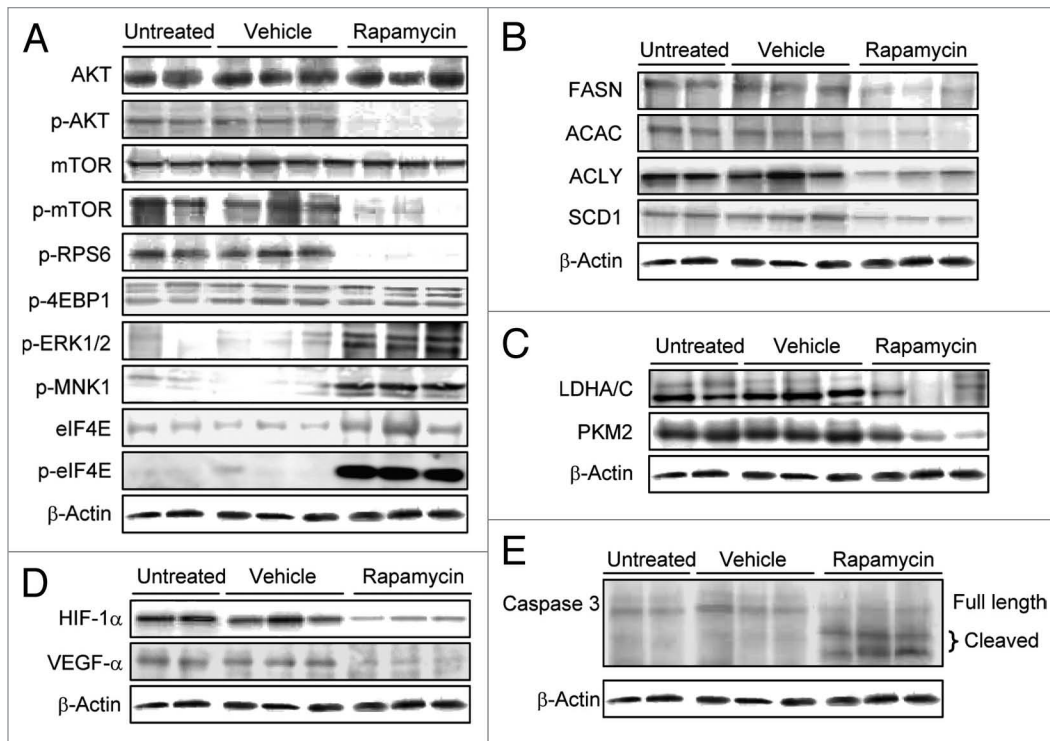 A
Untreated Vehicle Rapamycin
AKT
p-AKT
mTOR
p-mTOR
p-RPS6
p-4EBP1
p-ERK1/2
p-MNK1
eIF4E
p-eIF4E
β-Actin
B
Untreated Vehicle Rapamycin
FASN
ACAC
ACLY
SCD1
β-Actin
C
Untreated Vehicle Rapamycin
LDHA/C
PKM2
β-Actin
D
Untreated Vehicle Rapamycin
HIF-1α
VEGF-α
β-Actin
E
Untreated Vehicle Rapamycin
Caspase 3 Full length
} Cleaved
β-Actin